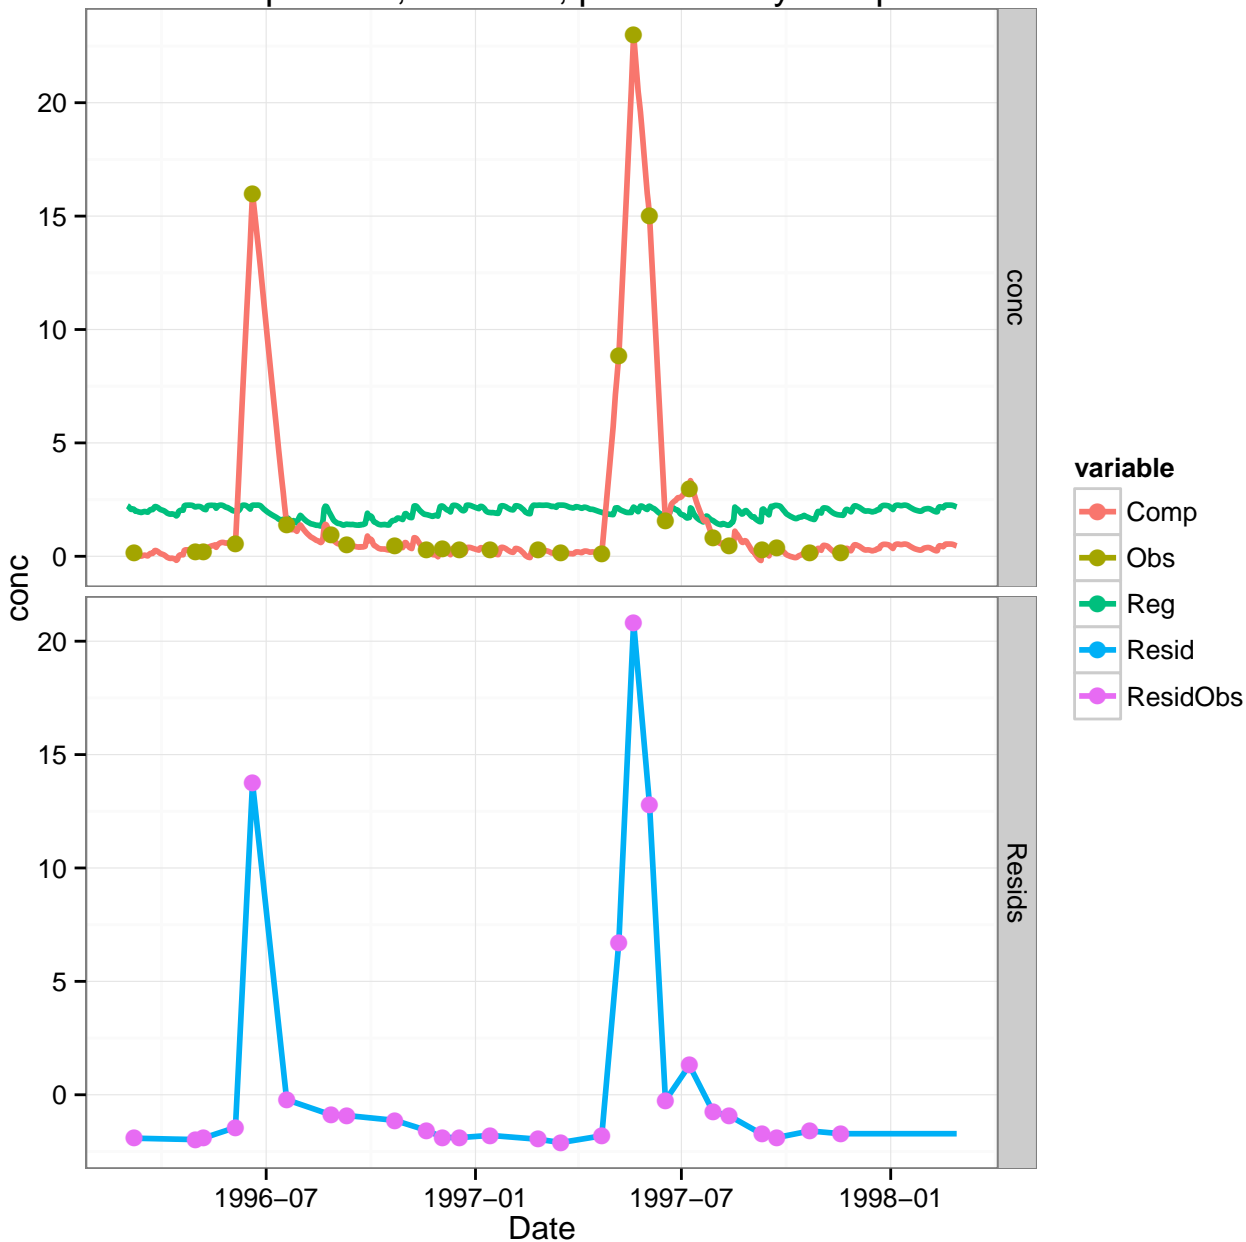 20
15
10
5
0
conc
20
15
10
5
0
Resids
conc
1996−07
1997−01
1997−07
1998−01
Date
variable
Comp
Obs
Reg
Resid
ResidObs